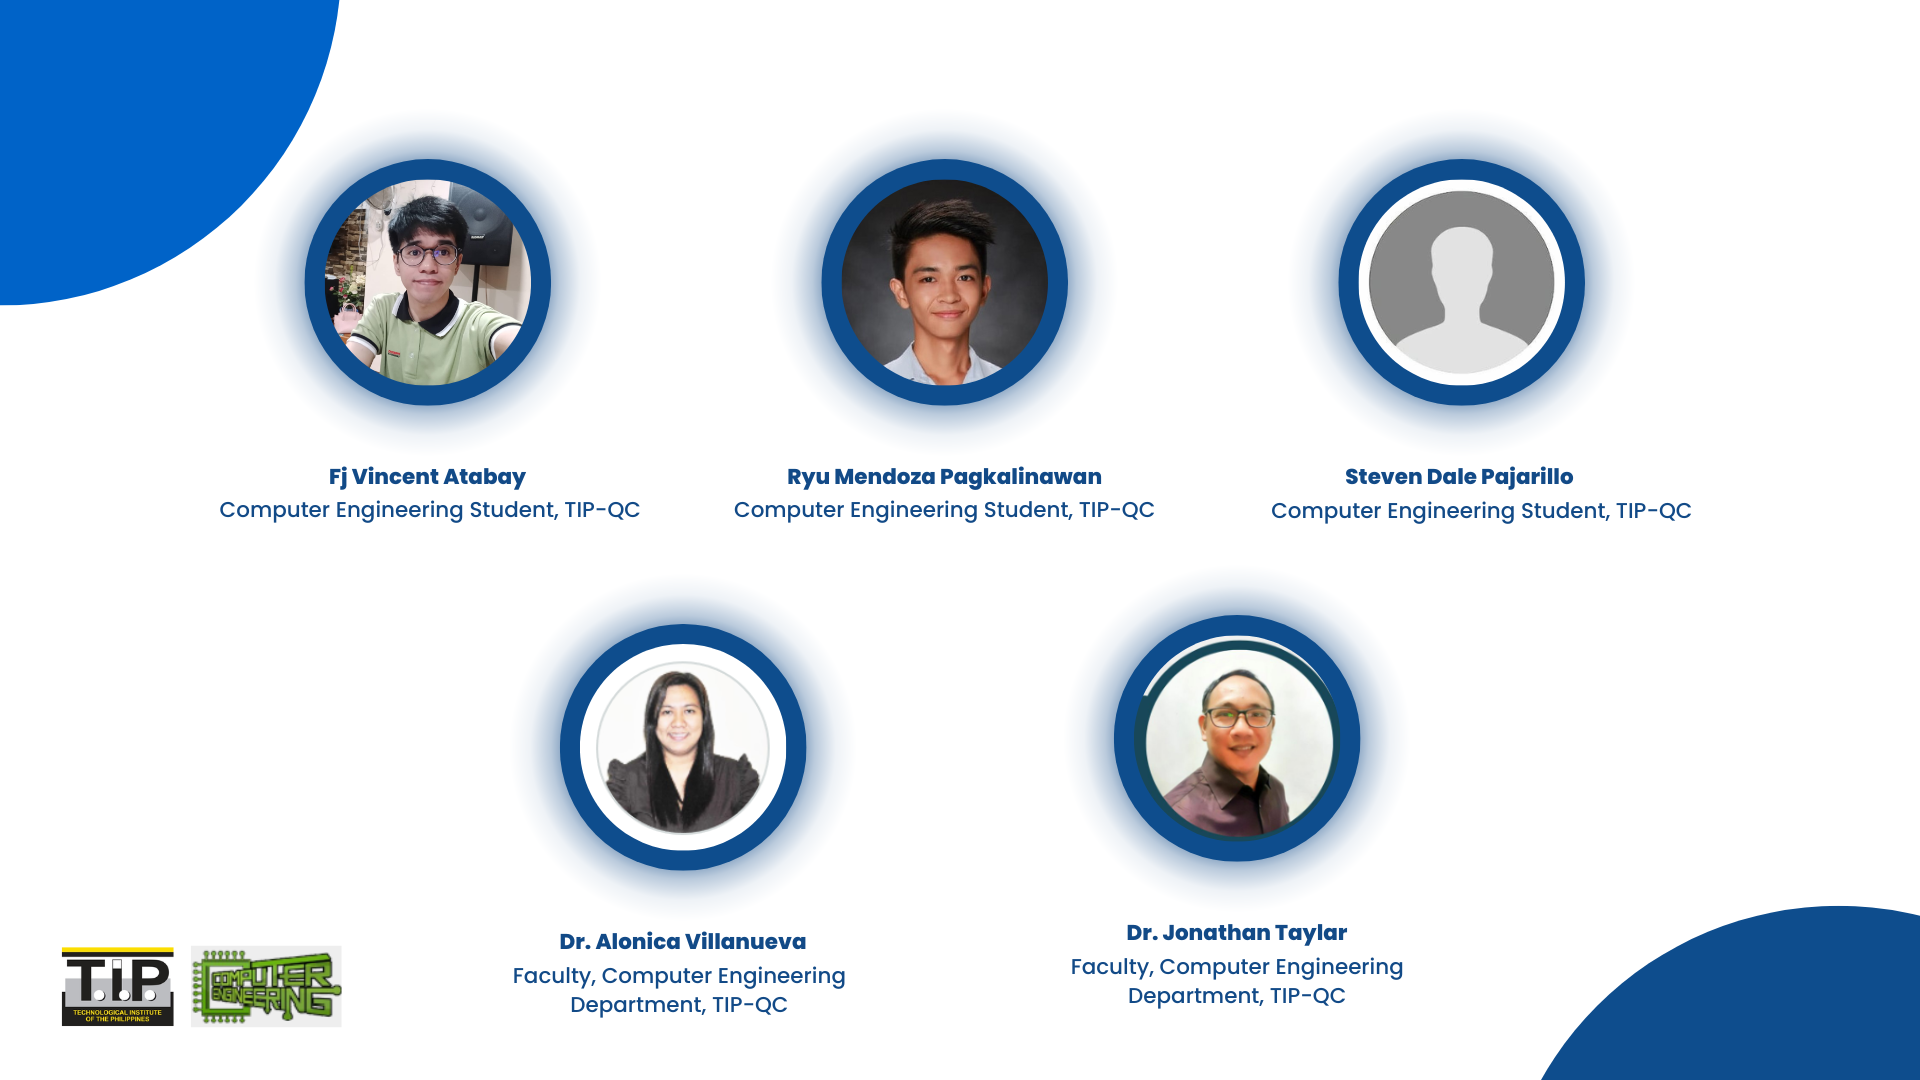 Fj Vincent Atabay
Computer Engineering Student, TIP-QC
Ryu Mendoza Pagkalinawan
Computer Engineering Student, TIP-QC
Steven Dale Pajarillo
Computer Engineering Student, TIP-QC
Dr. Alonica Villanueva
Faculty, Computer Engineering
Department, TIP-QC
Dr. Jonathan Taylar
Faculty, Computer Engineering
Department, TIP-QC
T.I.P
TECHNOLOGICAL INSTITUTE
OF THE PHILIPPINES
COMPUTER
ENGINEERING